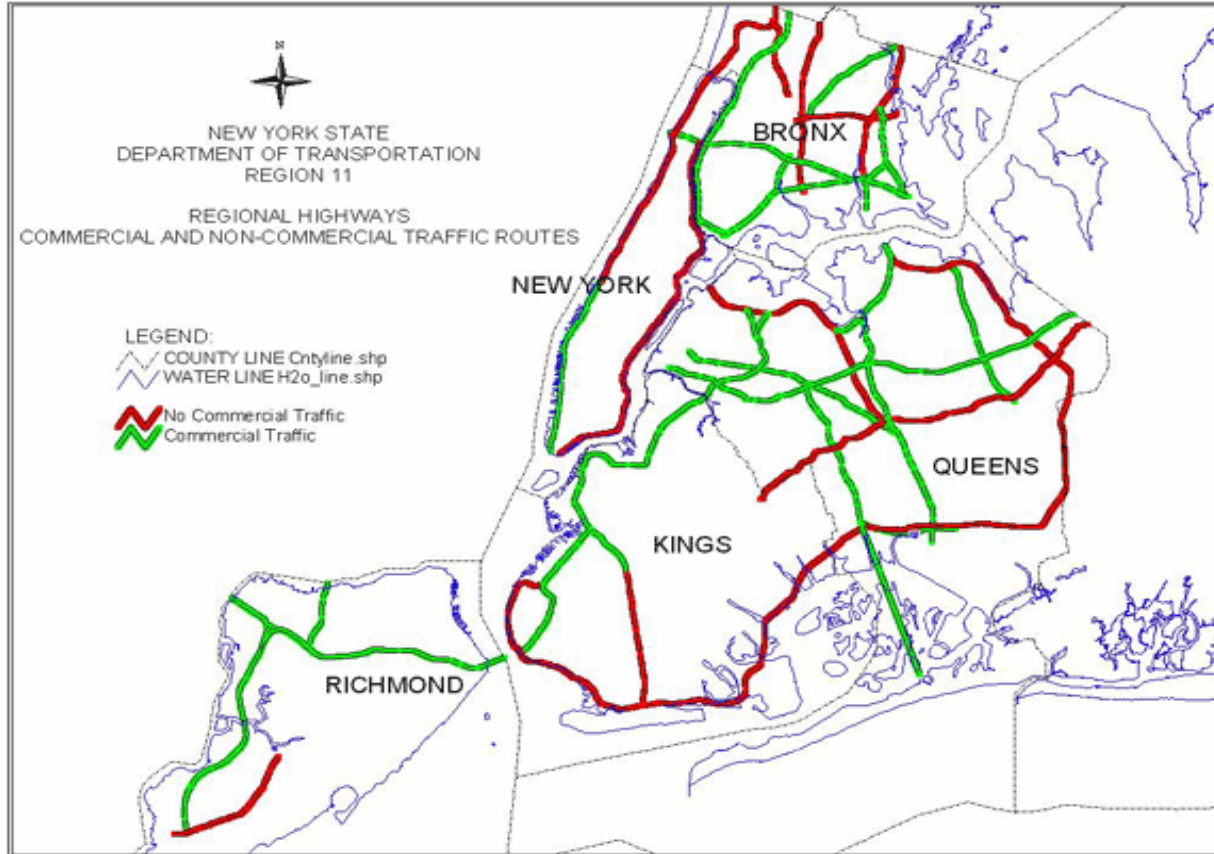 N
NEW YORK STATE
DEPARTMENT OF TRANSPORTATION
REGION 11
REGIONAL HIGHWAYS
COMMERCIAL AND NON-COMMERCIAL TRAFFIC ROUTES
LEGEND:
COUNTY LINE Cntyline.shp
WATER LINE H2o_line.shp
No Commercial Traffic
Commercial Traffic
BRONX
NEW YORK
QUEENS
KINGS
RICHMOND